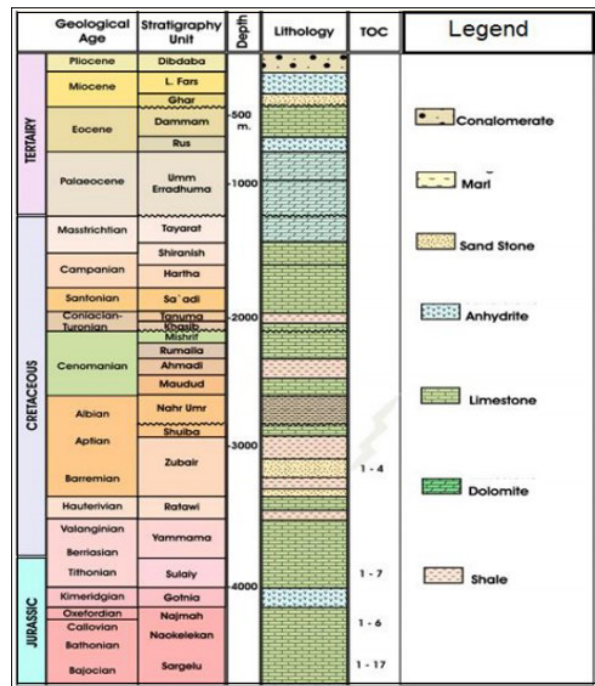 Geological
Age
Stratigraphy
Unit
Depth
Lithology
TOC
Legend
TERTAIRY
Pliocene
Dibdaba
Miocene
L. Fars
Ghar
Eocene
Dammam
Rus
Palaeocene
Umm
Erradhuma
CRETACEOUS
Masstrichtian
Tayarat
Shiranish
Campanian
Hartha
Santonian
Sa`adi
Coniacian-
Turonian
Tanuma
Khasib
Mishrif
Cenomanian
Rumaila
Ahmadi
Maudud
Albian
Nahr Umr
Aptian
Shuiba
Zubair
Barremian
Hauterivian
Ratawi
Valanginian
Yammama
Berriasian
JURASSIC
Tithonian
Sulaiy
Kimeridgian
Gotnia
Oxefordian
Najmah
Callovian
Naokelekan
Bathonian
Sargelu
Bajocian
-500
m.
-1000
-2000
-3000
-4000
1 - 4
1 - 7
1 - 6
1 - 17
Conglomerate
Marl
Sand Stone
Anhydrite
Limestone
Dolomite
Shale